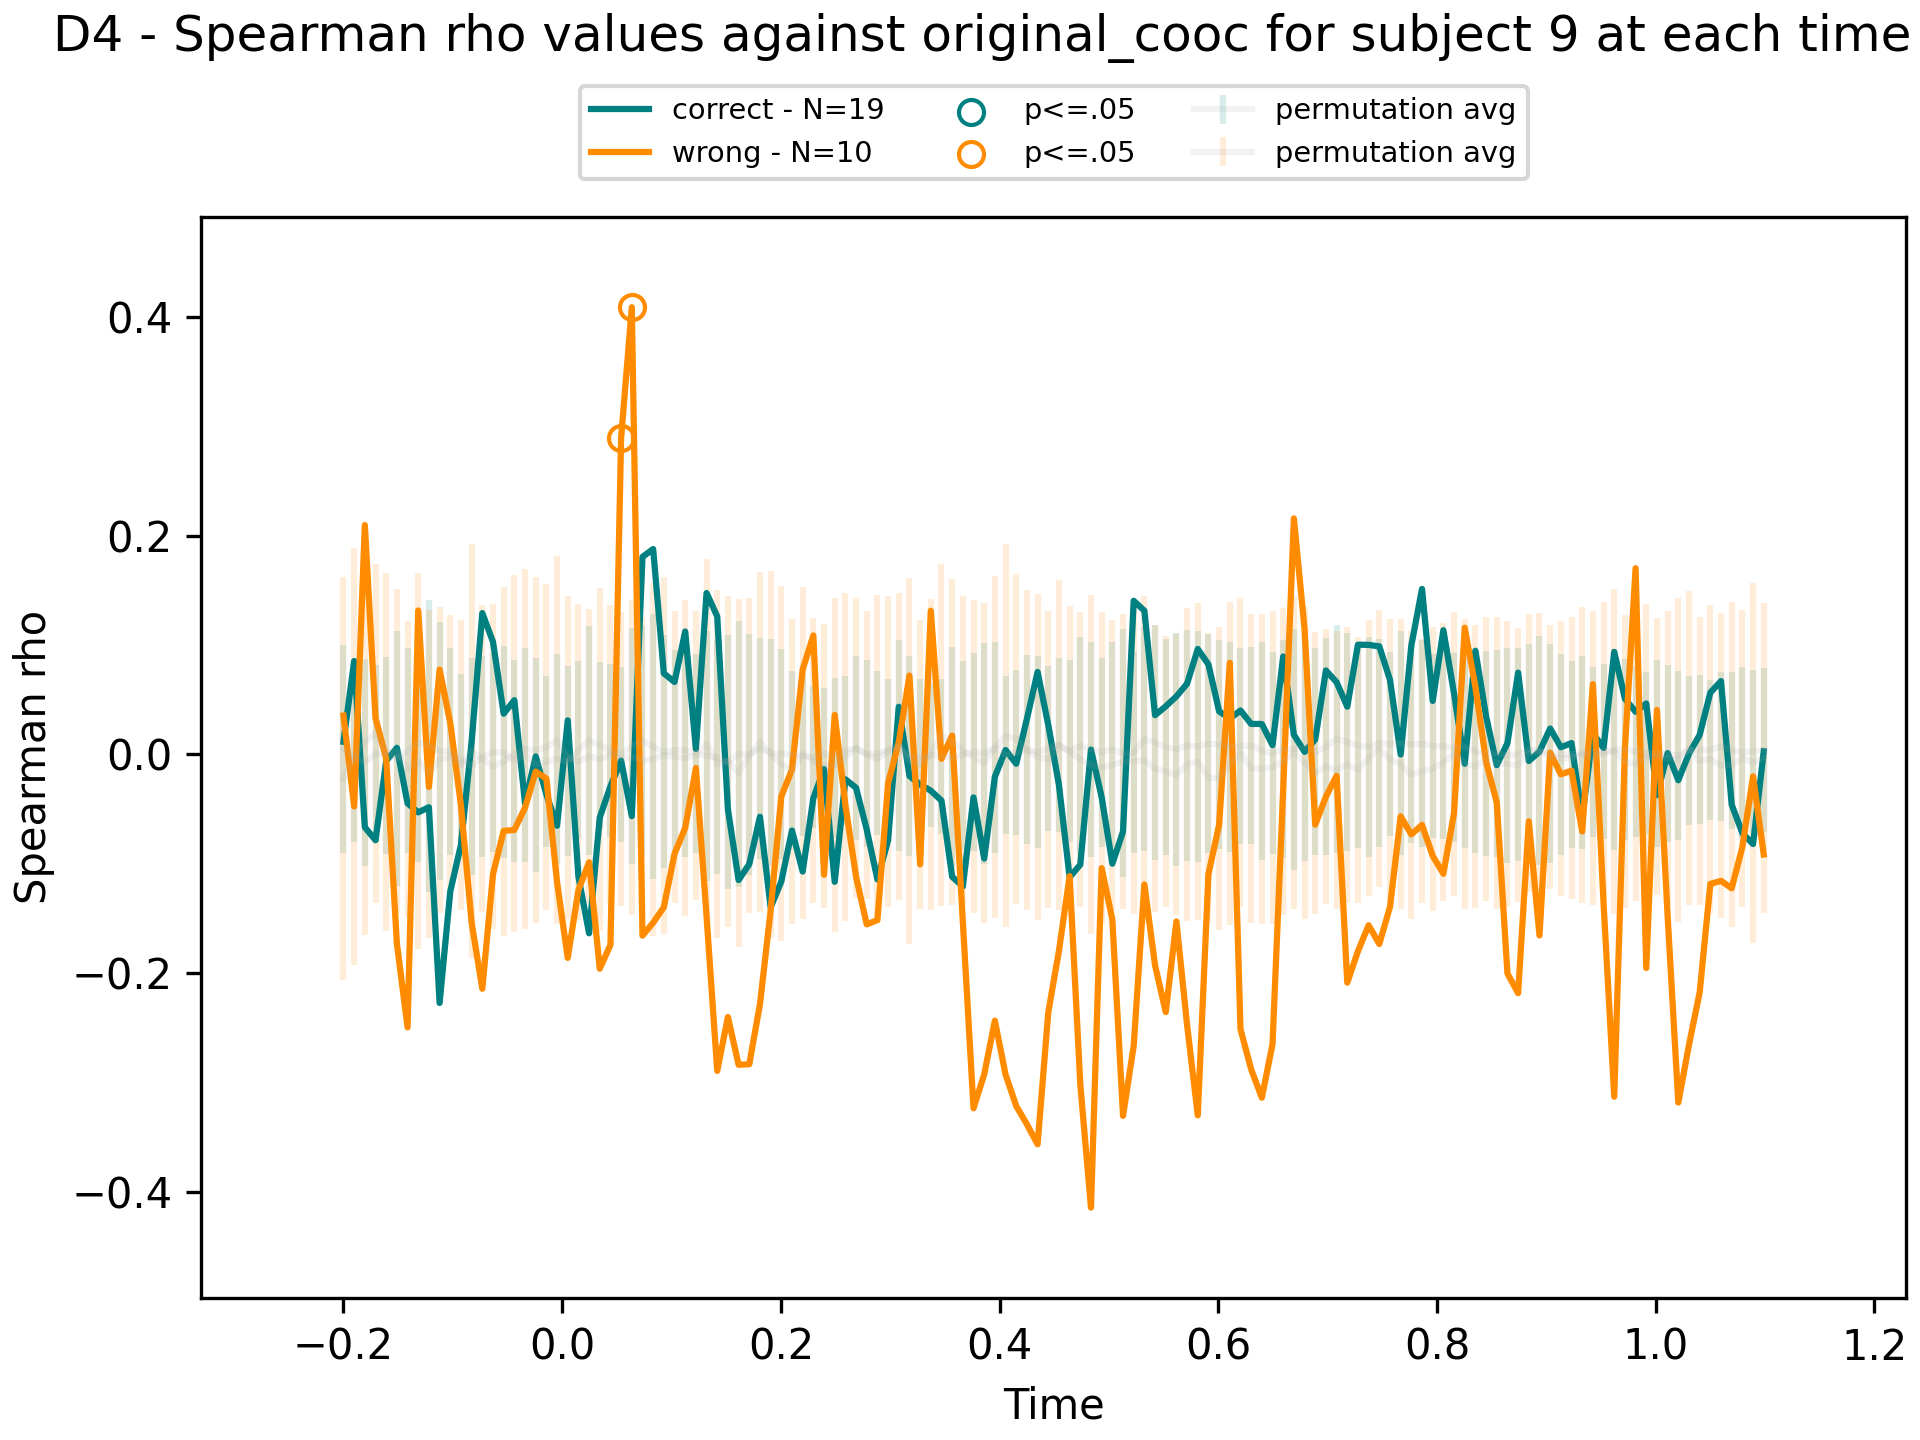 D4 - Spearman rho values against original_cooc for subject 9 at each time
correct - N=19
p<=.05
permutation avg
wrong - N=10
p<=.05
permutation avg
Spearman rho
0.4
0.2
0.0
−0.2
−0.4
−0.2
0.0
0.2
0.4
0.6
0.8
1.0
1.2
Time